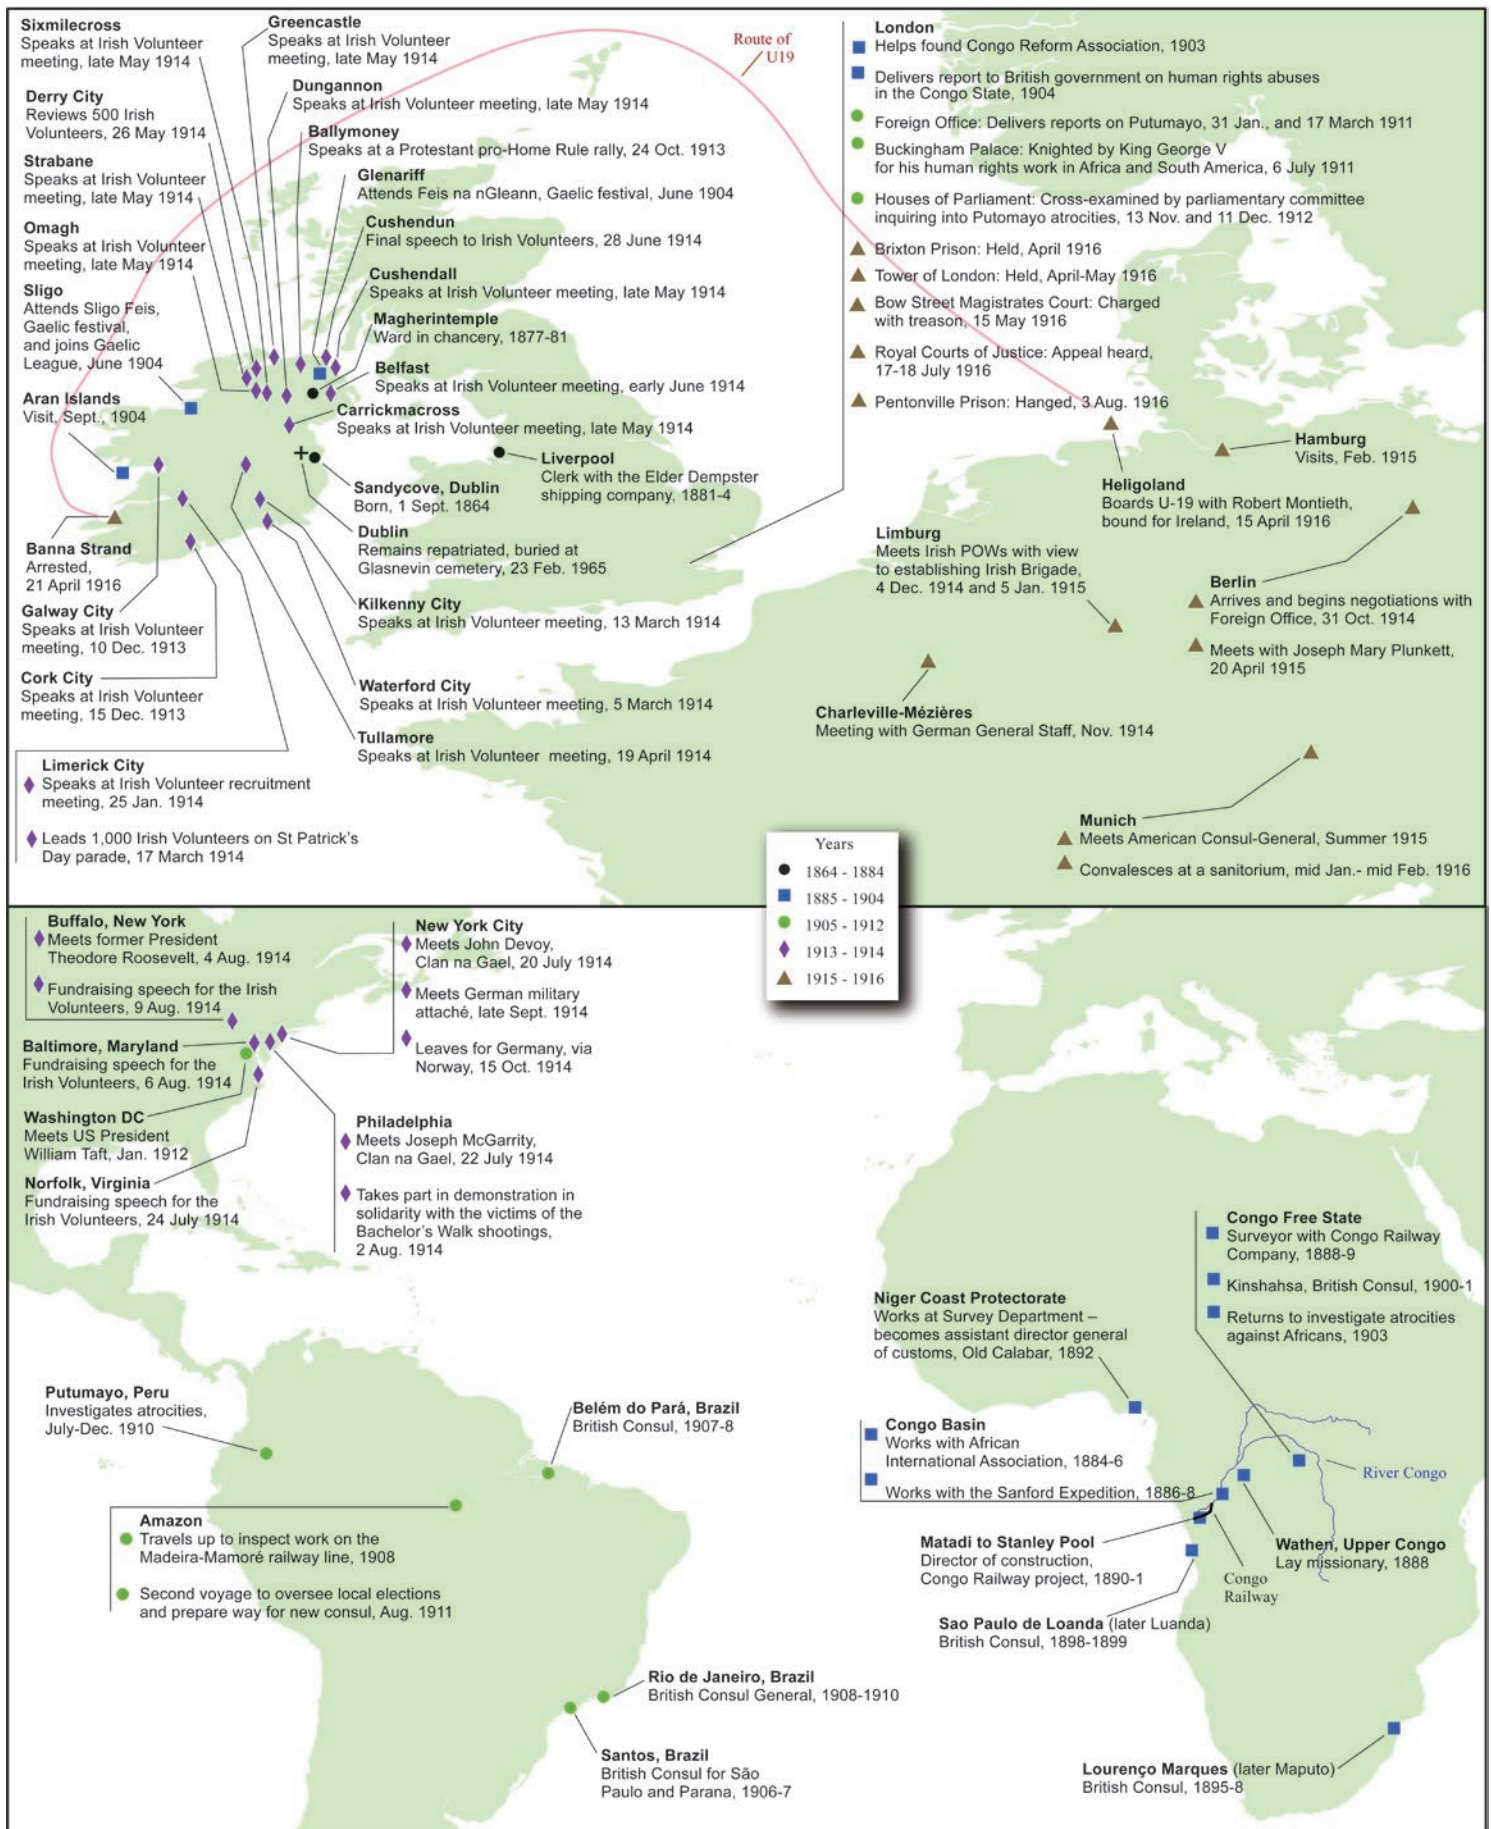 Sixmilecross
Speaks at Irish Volunteer
meeting, late May 1914
Derry City
Reviews 500 Irish
Volunteers, 26 May 1914
Strabane
Speaks at Irish Volunteer
meeting, late May 1914
Omagh
Speaks at Irish Volunteer
meeting, late May 1914
Sligo
Attends Sligo Feis,
Gaelic festival,
and joins Gaelic
League, June 1904
Aran Islands
Visit, Sept., 1904
Banna Strand
Arrested,
21 April 1916
Galway City
Speaks at Irish Volunteer
meeting, 10 Dec. 1913
Cork City
Speaks at Irish Volunteer
meeting, 15 Dec. 1913
Limerick City
Speaks at Irish Volunteer recruitment
meeting, 25 Jan. 1914
Leads 1,000 Irish Volunteers on St Patrick's
Day parade, 17 March 1914
Greencastle
Speaks at Irish Volunteer
meeting, late May 1914
Dungannon
Speaks at Irish Volunteer meeting, late May 1914
Ballymoney
Speaks at a Protestant pro-Home Rule rally, 24 Oct. 1913
Glenariff
Attends Feis na nGleann, Gaelic festival, June 1904
Cushendun
Final speech to Irish Volunteers, 28 June 1914
Cushendall
Speaks at Irish Volunteer meeting, late May 1914
Magherintemple
Ward in chancery, 1877-81
Belfast
Speaks at Irish Volunteer meeting, early June 1914
Carrickmacross
Speaks at Irish Volunteer meeting, late May 1914
Liverpool
Clerk with the Elder Dempster
shipping company, 1881-4
Sandycove, Dublin
Born, 1 Sept. 1864
Dublin
Remains repatriated, buried at
Glasnevin cemetery, 23 Feb. 1965
Kilkenny City
Speaks at Irish Volunteer meeting, 13 March 1914
Waterford City
Speaks at Irish Volunteer meeting, 5 March 1914
Tullamore
Speaks at Irish Volunteer meeting, 19 April 1914
Route of
U19
London
Helps found Congo Reform Association, 1903
Delivers report to British government on human rights abuses
in the Congo State, 1904
Foreign Office: Delivers reports on Putumayo, 31 Jan., and 17 March 1911
Buckingham Palace: Knighted by King George V
for his human rights work in Africa and South America, 6 July 1911
Houses of Parliament: Cross-examined by parliamentary committee
inquiring into Putomayo atrocities, 13 Nov. and 11 Dec. 1912
Brixton Prison: Held, April 1916
Tower of London: Held, April-May 1916
Bow Street Magistrates Court: Charged
with treason, 15 May 1916
Royal Courts of Justice: Appeal heard,
17-18 July 1916
Pentonville Prison: Hanged, 3 Aug. 1916
Hamburg
Visits, Feb. 1915
Heligoland
Boards U-19 with Robert Montieth,
bound for Ireland, 15 April 1916
Limburg
Meets Irish POWs with view
to establishing Irish Brigade,
4 Dec. 1914 and 5 Jan. 1915
Berlin
Arrives and begins negotiations with
Foreign Office, 31 Oct. 1914
Meets with Joseph Mary Plunkett,
20 April 1915
Charleville-Mézières
Meeting with German General Staff, Nov. 1914
Munich
Meets American Consul-General, Summer 1915
Convalesces at a sanitorium, mid Jan.- mid Feb. 1916
Years
1864 - 1884
1885 - 1904
1905 - 1912
1913 - 1914
1915 - 1916
Buffalo, New York
Meets former President
Theodore Roosevelt, 4 Aug. 1914
Fundraising speech for the Irish
Volunteers, 9 Aug. 1914
Baltimore, Maryland
Fundraising speech for the
Irish Volunteers, 6 Aug. 1914
Washington DC
Meets US President
William Taft, Jan. 1912
Norfolk, Virginia
Fundraising speech for the
Irish Volunteers, 24 July 1914
New York City
Meets John Devoy,
Clan na Gael, 20 July 1914
Meets German military
attaché, late Sept. 1914
Leaves for Germany, via
Norway, 15 Oct. 1914
Philadelphia
Meets Joseph McGarrity,
Clan na Gael, 22 July 1914
Takes part in demonstration in
solidarity with the victims of the
Bachelor's Walk shootings,
2 Aug. 1914
Putumayo, Peru
Investigates atrocities,
July-Dec. 1910
Belém do Pará, Brazil
British Consul, 1907-8
Amazon
Travels up to inspect work on the
Madeira-Mamoré railway line, 1908
Second voyage to oversee local elections
and prepare way for new consul, Aug. 1911
Rio de Janeiro, Brazil
British Consul General, 1908-1910
Santos, Brazil
British Consul for São
Paulo and Parana, 1906-7
Congo Free State
Surveyor with Congo Railway
Company, 1888-9
Kinshahsa, British Consul, 1900-1
Returns to investigate atrocities
against Africans, 1903
Niger Coast Protectorate
Works at Survey Department –
becomes assistant director general
of customs, Old Calabar, 1892
Congo Basin
Works with African
International Association, 1884-6
Works with the Sanford Expedition, 1886-8
River Congo
Matadi to Stanley Pool
Director of construction,
Congo Railway project, 1890-1
Wathen, Upper Congo
Lay missionary, 1888
Congo
Railway
Sao Paulo de Loanda (later Luanda)
British Consul, 1898-1899
Lourenço Marques (later Maputo)
British Consul, 1895-8